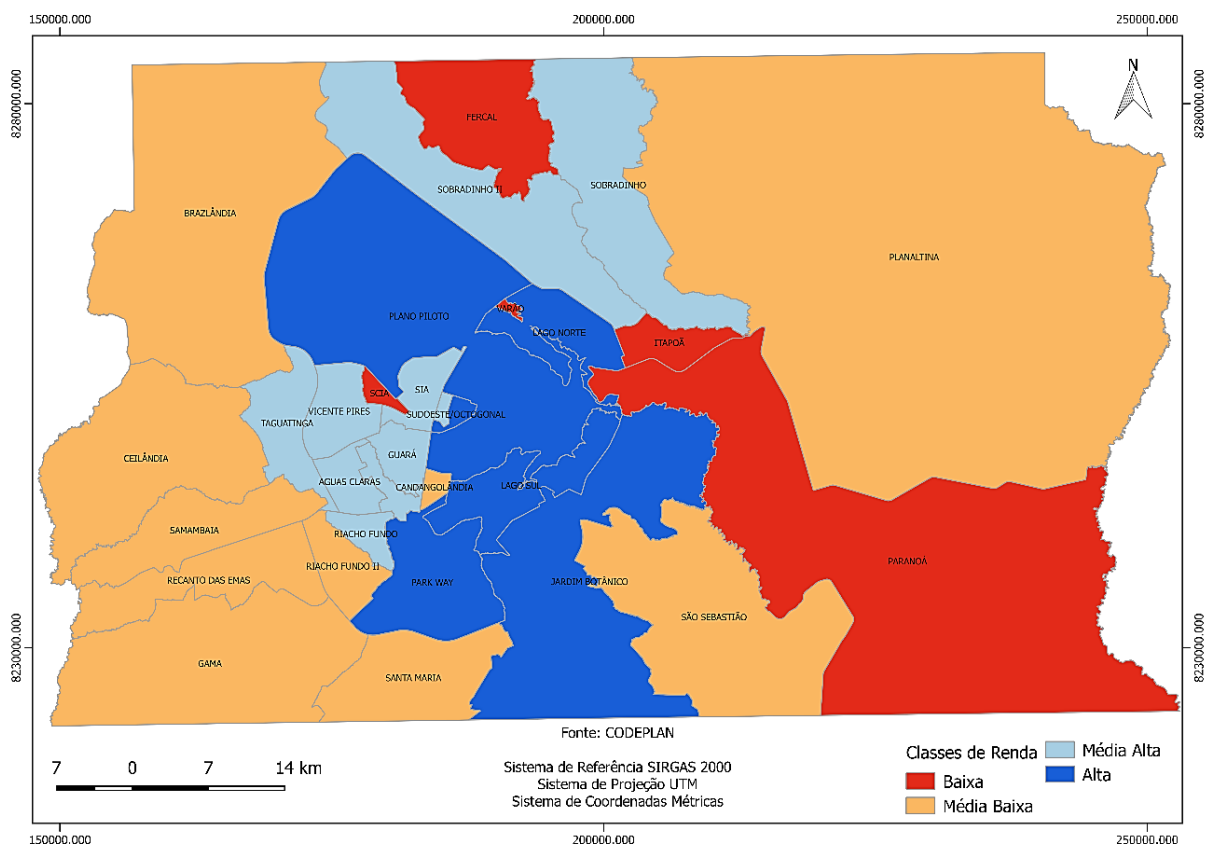 150000.000
200000.000
250000.000
N
8280000.000
8280000.000
FERCAL
SOBRADINHO
SOBRADINHO II
BRAZLÂNDIA
PLANALTINA
VARJÃO
PLANO PILOTO
LAGO NORTE
ITAPOÃ
SCIA
SIA
VICENTE PIRES
SUDOESTE/OCTOGONAL
TAGUATINGA
GUARÁ
CEILÂNDIA
AGUAS CLARAS
CANDANGOLÂNDIA
LAGO SUL
SAMAMBAIA
RIACHO FUNDO
PARANOÁ
RIACHO FUNDO II
RECANTO DAS EMAS
PARK WAY
JARDIM BOTÂNICO
SÃO SEBASTIÃO
8230000.000
8230000.000
GAMA
SANTA MARIA
Fonte: CODEPLAN
7 0 7 14 km
Sistema de Referência SIRGAS 2000
Sistema de Projeção UTM
Sistema de Coordenadas Métricas
Classes de Renda
Baixa
Média Baixa
Média Alta
Alta
150000.000
200000.000
250000.000